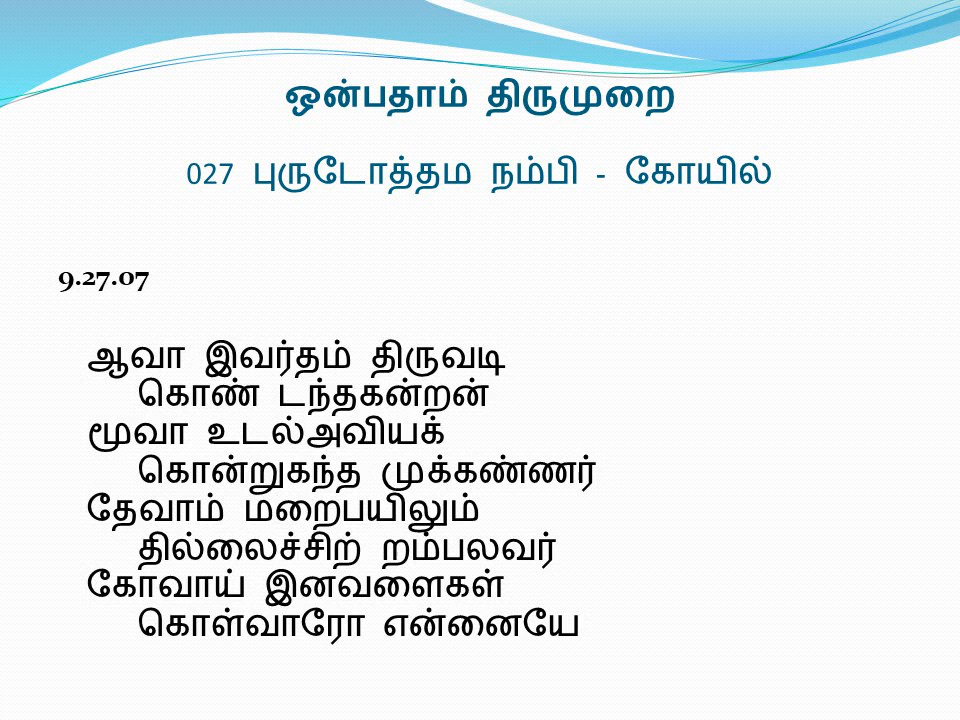 ஒன்பதாம் திருமுறை
027 புருடோத்தம நம்பி - கோயில்
9.27.07
ஆவா இவர்தம் திருவடி
கொண் டந்தகன்றன்
மூவா உடல்அவியக்
கொன்றுகந்த முக்கண்ணர்
தேவாம் மறைபயிலும்
தில்லைச்சிற் றம்பலவர்
கோவாய் இனவளைகள்
கொள்வாரோ என்னையே